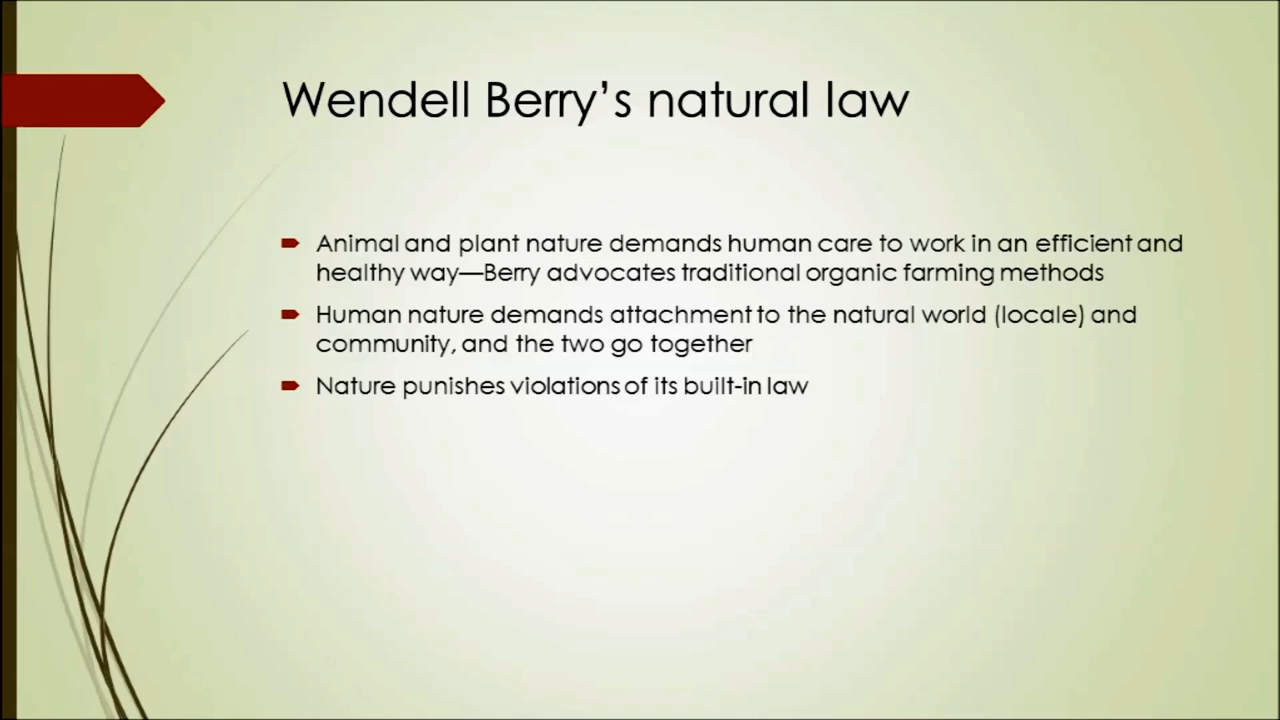 Wendell Berry’s natural law
Animal and plant nature demands human care to work in an efficient and
healthy way—Berry advocates traditional organic farming methods
Human nature demands attachment to the natural world (locale) and
community, and the two go together
Nature punishes violations of its built-in law